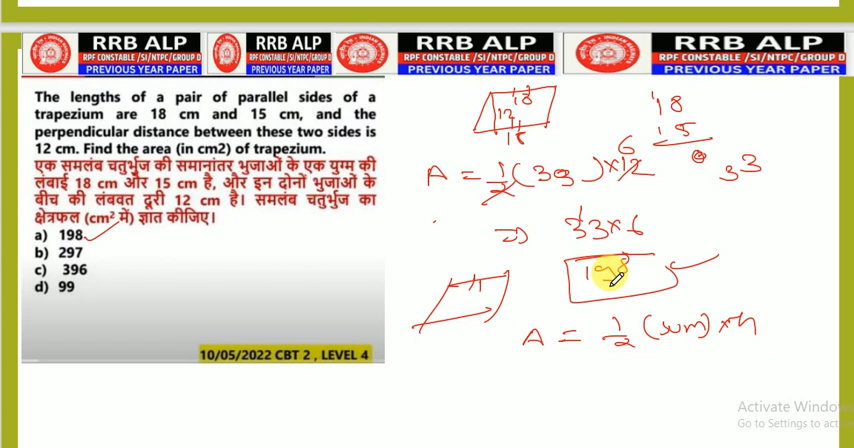 RRB ALP
RPF CONSTABLE /SI/NTPC/GROUP D
PREVIOUS YEAR PAPER
RRB ALP
RPF CONSTABLE /SI/NTPC/GROUP D
PREVIOUS YEAR PAPER
RRB ALP
RPF CONSTABLE /SI/NTPC/GROUP D
PREVIOUS YEAR PAPER
RRB ALP
RPF CONSTABLE /SI/NTPC/GROUP D
PREVIOUS YEAR PAPER
The lengths of a pair of parallel sides of a
trapezium are 18 cm and 15 cm, and the
perpendicular distance between these two sides is
12 cm. Find the area (in cm2) of trapezium.
एक समलंब चतुर्भुज की समानांतर भुजाओं के एक युग्म की
लंबाई 18 cm और 15 cm है, और इन दोनों भुजाओं के
बीच की लंबवत दूरी 12 cm है। समलंब चतुर्भुज का
क्षेत्रफल (cm² में) ज्ञात कीजिए।
a) 198
b) 297
c) 396
d) 99
10/05/2022 CBT 2 , LEVEL 4
18
12
15
18
15
33
6
A = 1/2 (33) × 12
⇒ 33 × 6
198
A = 1/2 (sum) × h
Activate Windo
Go to Settings to act